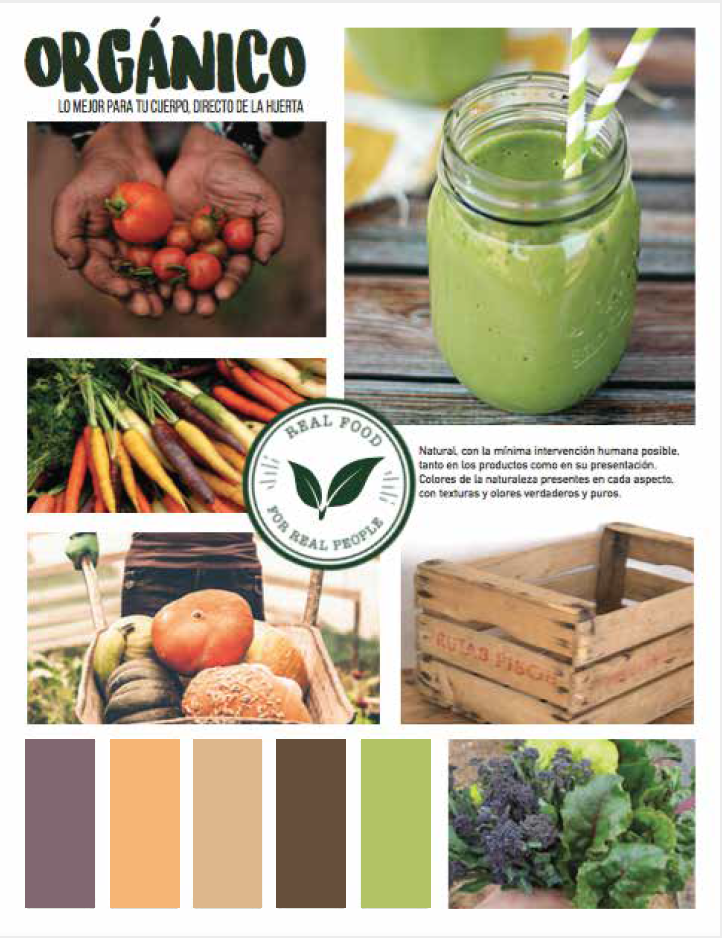 ORGÁNICO
LO MEJOR PARA TU CUERPO, DIRECTO DE LA HUERTA
REAL FOOD
FOR REAL PEOPLE
Natural, con la mínima intervención humana posible,
tanto en los productos como en su presentación.
Colores de la naturaleza presentes en cada aspecto,
con texturas y olores verdaderos y puros.
FRUTAS